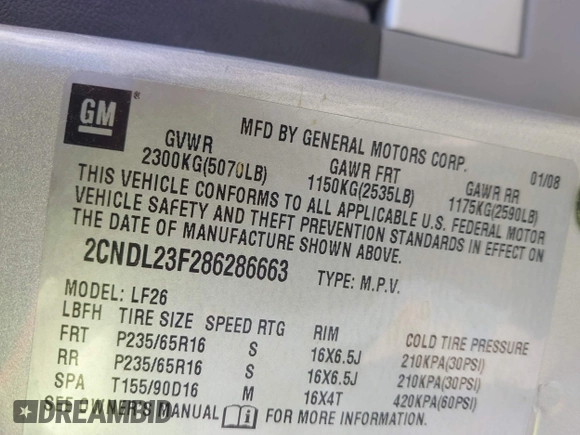 GM ®
MFD BY GENERAL MOTORS CORP. 01/08
GVWR GAWR FRT GAWR RR
2300KG(5070LB) 1150KG(2535LB) 1175KG(2590LB)
THIS VEHICLE CONFORMS TO ALL APPLICABLE U.S. FEDERAL MOTOR
VEHICLE SAFETY AND THEFT PREVENTION STANDARDS IN EFFECT ON
THE DATE OF MANUFACTURE SHOWN ABOVE.
2CNDL23F286286663 TYPE: M.P.V.
MODEL: LF26
LBFH TIRE SIZE SPEED RTG RIM COLD TIRE PRESSURE
FRT P235/65R16 S 16X6.5J 210KPA(30PSI)
RR P235/65R16 S 16X6.5J 210KPA(30PSI)
SPA T155/90D16 M 16X4T 420KPA(60PSI)
SEE OWNER'S MANUAL i FOR MORE INFORMATION.
DREAMBID